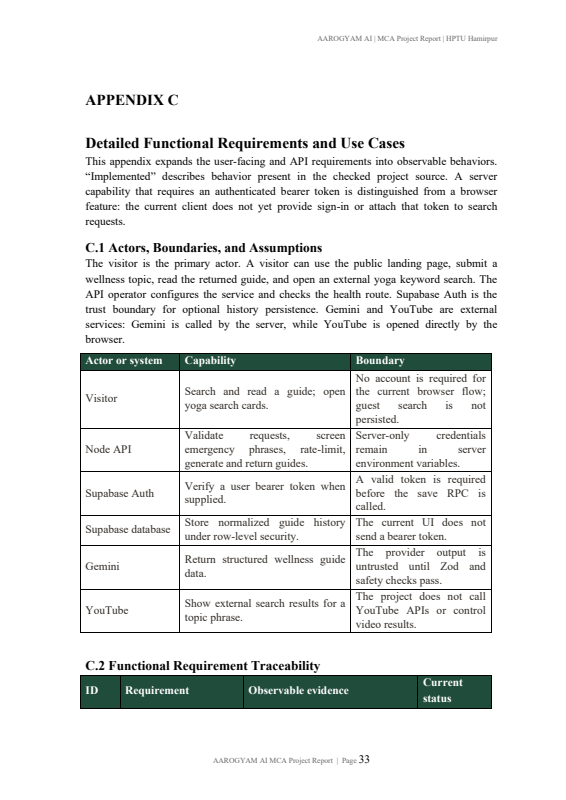 AAROGYAM AI | MCA Project Report | HPTU Hamirpur
APPENDIX C
Detailed Functional Requirements and Use Cases
This appendix expands the user-facing and API requirements into observable behaviors.
“Implemented” describes behavior present in the checked project source. A server
capability that requires an authenticated bearer token is distinguished from a browser
feature: the current client does not yet provide sign-in or attach that token to search
requests.
C.1 Actors, Boundaries, and Assumptions
The visitor is the primary actor. A visitor can use the public landing page, submit a
wellness topic, read the returned guide, and open an external yoga keyword search. The
API operator configures the service and checks the health route. Supabase Auth is the
trust boundary for optional history persistence. Gemini and YouTube are external
services: Gemini is called by the server, while YouTube is opened directly by the
browser.
Actor or system Capability Boundary
Visitor
Search and read a guide; open
yoga search cards.
No account is required for
the current browser flow;
guest search is not
persisted.
Node API
Validate requests, screen
emergency phrases, rate-limit,
generate and return guides.
Server-only credentials
remain in server
environment variables.
Supabase Auth
Verify a user bearer token when
supplied.
A valid token is required
before the save RPC is
called.
Supabase database
Store normalized guide history
under row-level security.
The current UI does not
send a bearer token.
Gemini
Return structured wellness guide
data.
The provider output is
untrusted until Zod and
safety checks pass.
YouTube
Show external search results for a
topic phrase.
The project does not call
YouTube APIs or control
video results.
C.2 Functional Requirement Traceability
ID Requirement Observable evidence Current
status
AAROGYAM AI MCA Project Report | Page 33